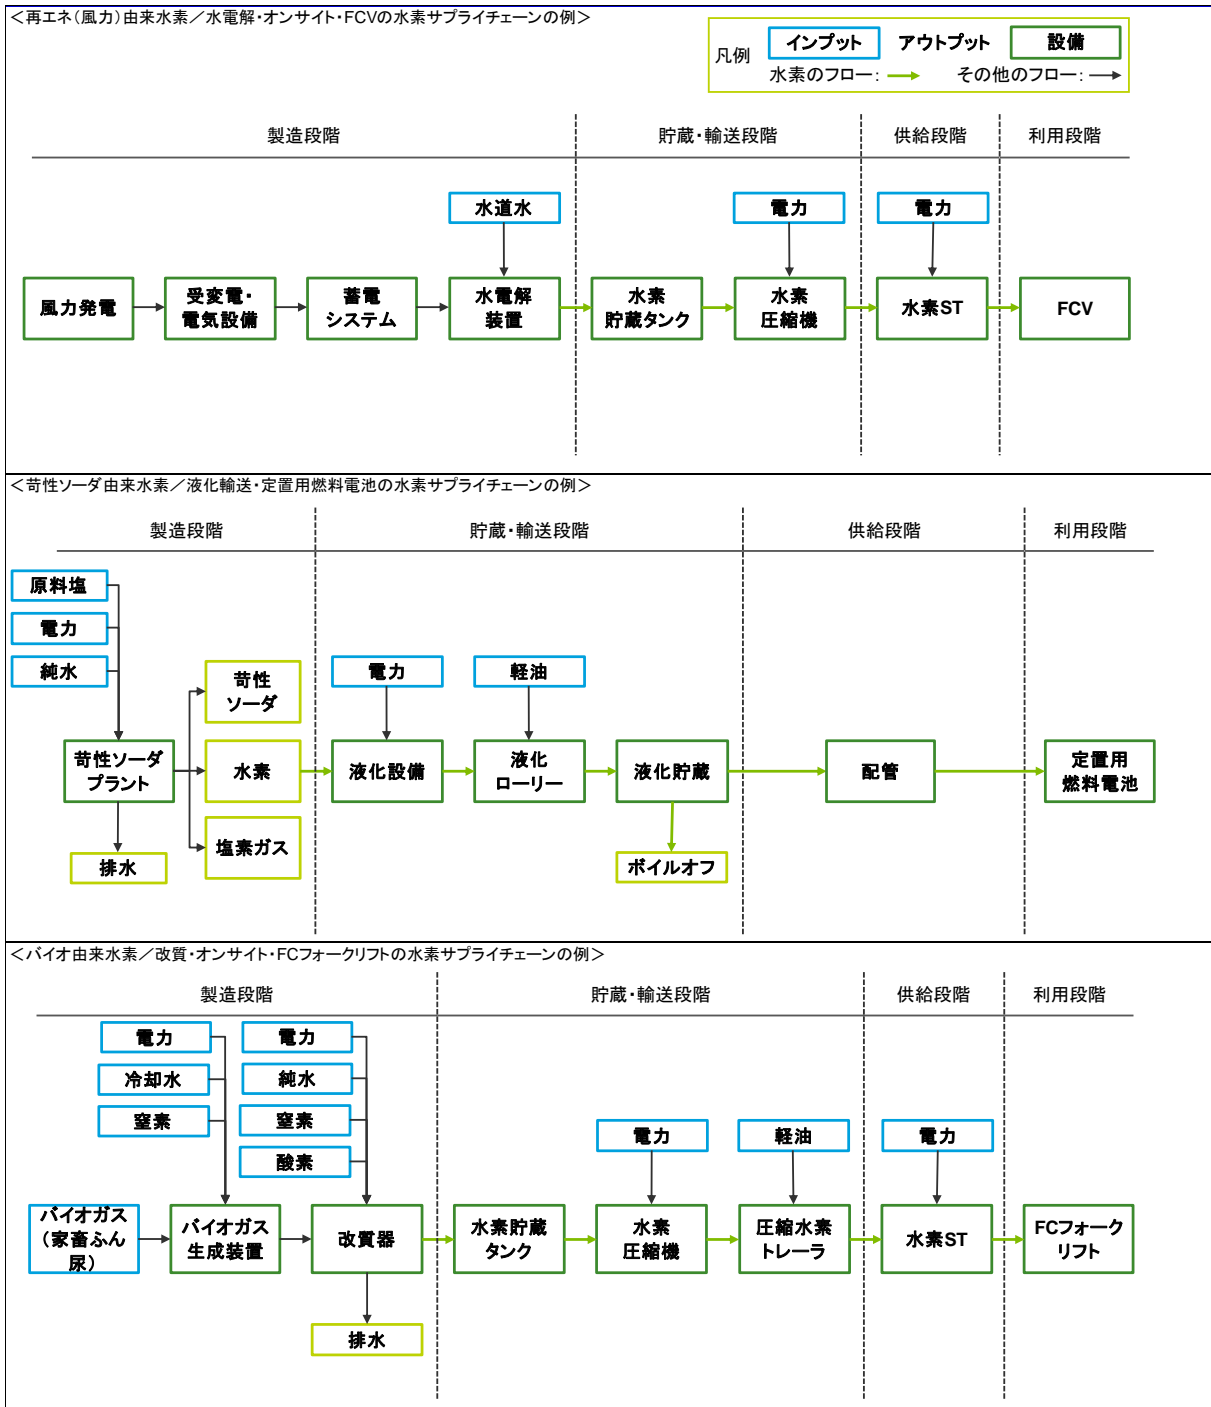 ＜再エネ(風力)由来水素／水電解・オンサイト・FCVの水素サプライチェーンの例＞
凡例
インプット
アウトプット
設備
水素のフロー：
その他のフロー：
製造段階
貯蔵・輸送段階
供給段階
利用段階
水道水
電力
電力
風力発電
受変電・
電気設備
蓄電
システム
水電解
装置
水素
貯蔵タンク
水素
圧縮機
水素ST
FCV
＜苛性ソーダ由来水素／液化輸送・定置用燃料電池の水素サプライチェーンの例＞
製造段階
貯蔵・輸送段階
供給段階
利用段階
原料塩
電力
純水
苛性
ソーダ
電力
軽油
苛性ソーダ
プラント
水素
液化設備
液化
ローリー
液化貯蔵
配管
定置用
燃料電池
塩素ガス
排水
ボイルオフ
＜バイオ由来水素／改質・オンサイト・FCフォークリフトの水素サプライチェーンの例＞
製造段階
貯蔵・輸送段階
供給段階
利用段階
電力
冷却水
窒素
電力
純水
窒素
酸素
電力
軽油
電力
バイオガス
（家畜ふん
尿）
バイオガス
生成装置
改質器
水素貯蔵
タンク
水素
圧縮機
圧縮水素
トレーラ
水素ST
FCフォーク
リフト
排水